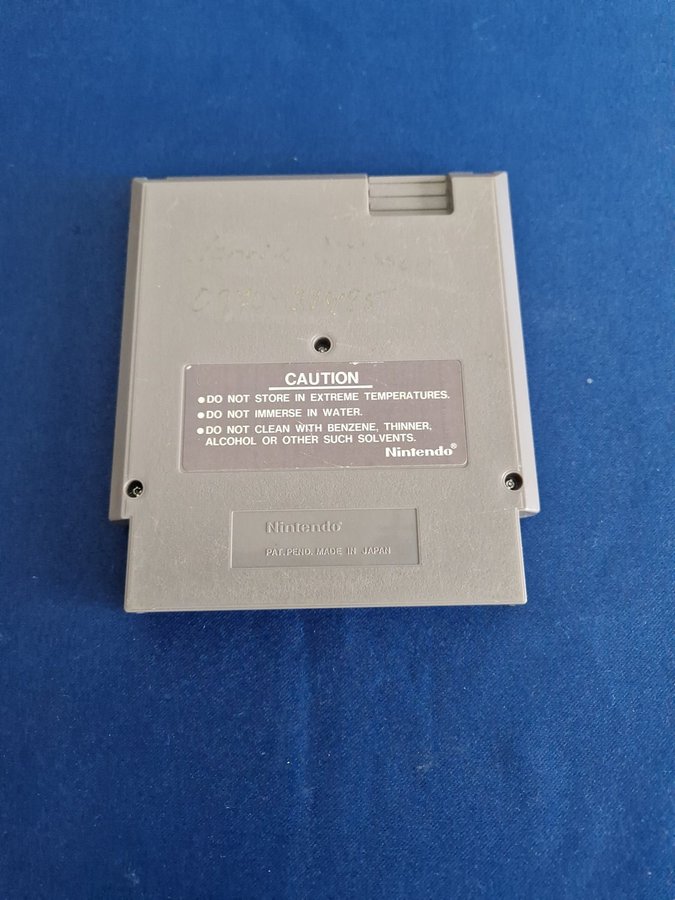 CAUTION
●DO NOT STORE IN EXTREME TEMPERATURES.
●DO NOT IMMERSE IN WATER.
●DO NOT CLEAN WITH BENZENE, THINNER,
ALCOHOL OR OTHER SUCH SOLVENTS.
Nintendo®
Nintendo®
PAT. PEND. MADE IN JAPAN